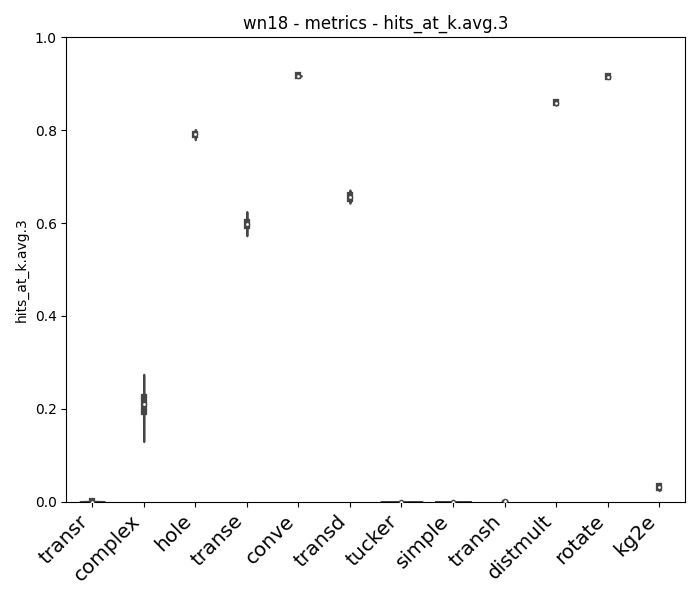 wn18 - metrics - hits_at_k.avg.3
hits_at_k.avg.3
1.0
0.8
0.6
0.4
0.2
0.0
transr
complex
hole
transe
conve
transd
tucker
simple
transh
distmult
rotate
kg2e